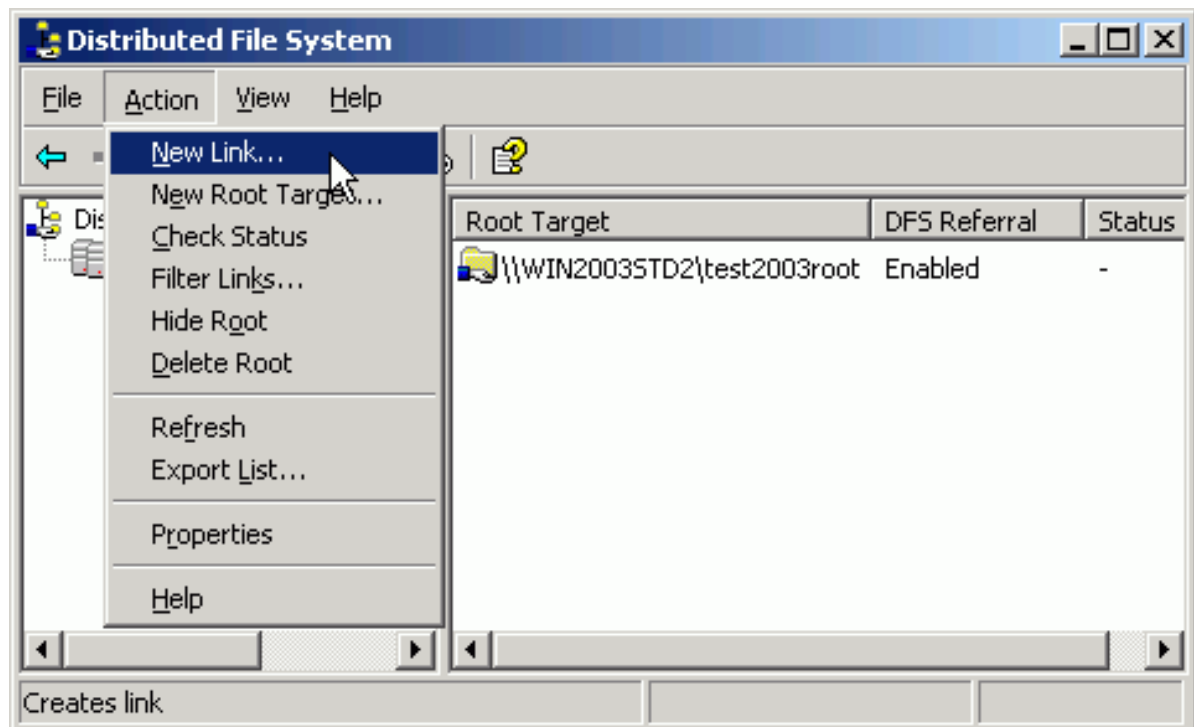 Distributed File System
File Action View Help
New Link...
New Root Target...
Check Status
Filter Links...
Hide Root
Delete Root
Refresh
Export List...
Properties
Help
Root Target DFS Referral Status
\\WIN2003STD2\test2003root Enabled -
Creates link